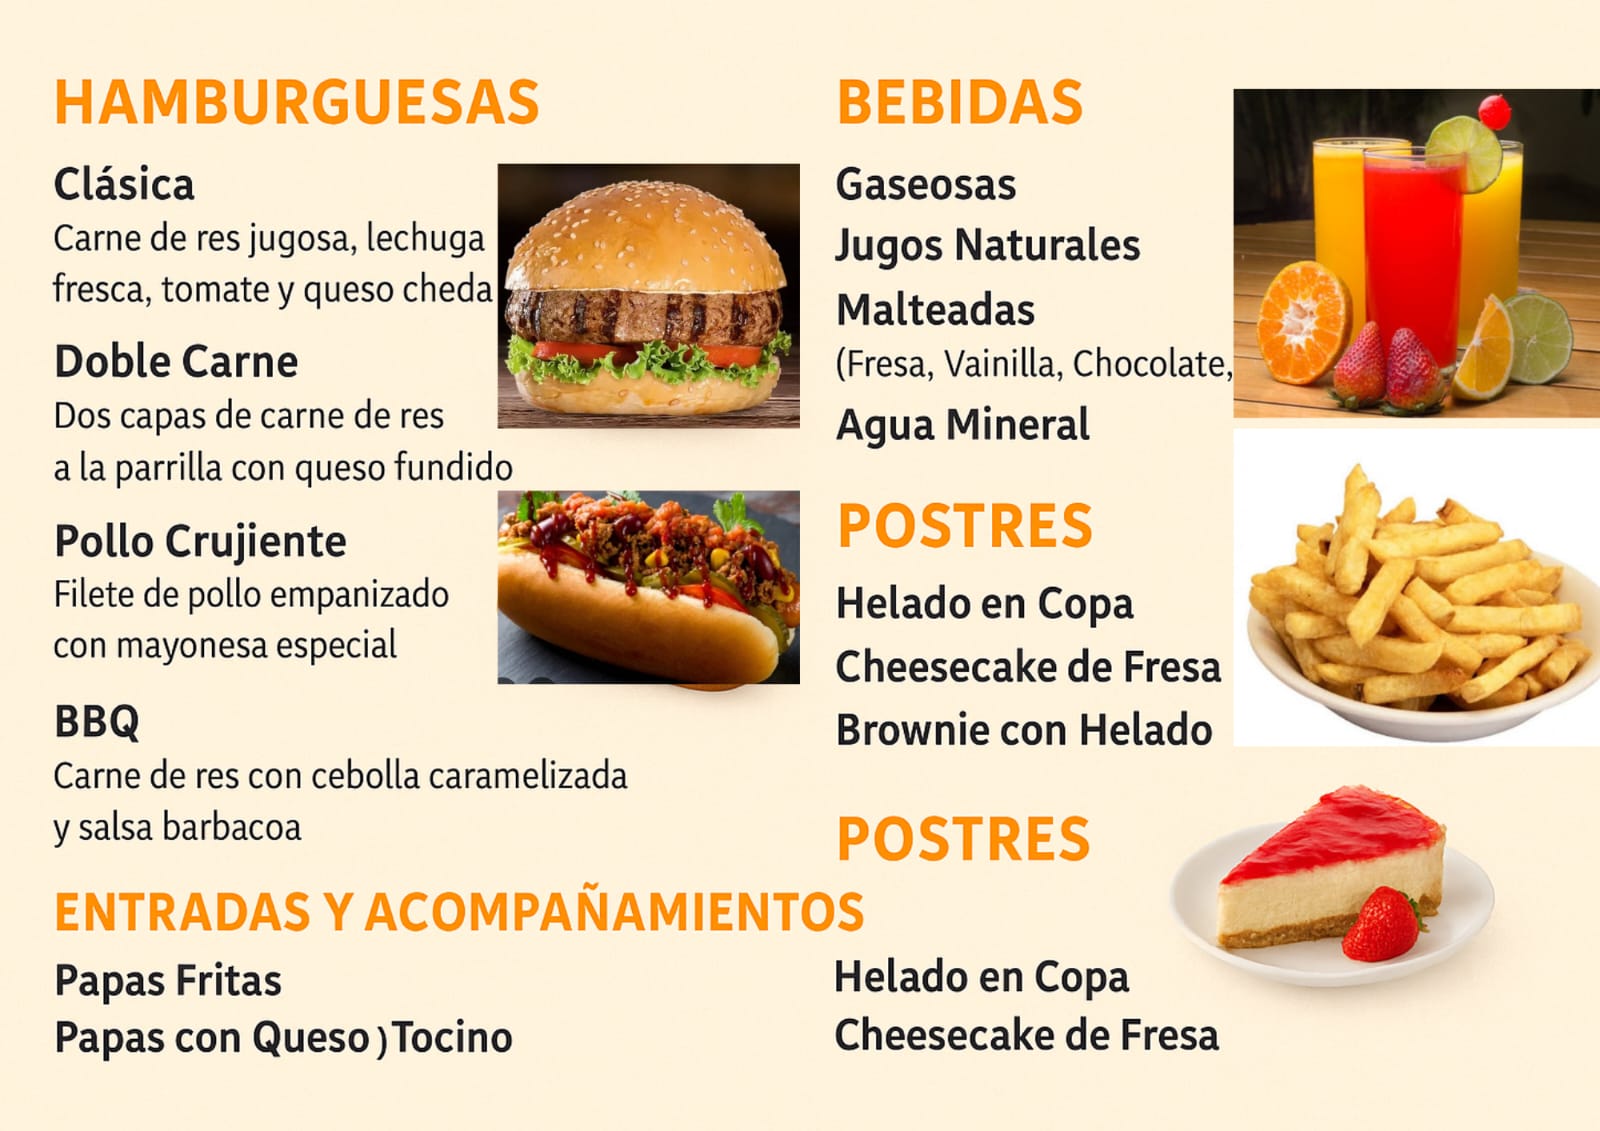 HAMBURGUESAS
Clásica
Carne de res jugosa, lechuga
fresca, tomate y queso cheda
Doble Carne
Dos capas de carne de res
a la parrilla con queso fundido
Pollo Crujiente
Filete de pollo empanizado
con mayonesa especial
BBQ
Carne de res con cebolla caramelizada
y salsa barbacoa
ENTRADAS Y ACOMPAÑAMIENTOS
Papas Fritas
Papas con Queso ) Tocino
BEBIDAS
Gaseosas
Jugos Naturales
Malteadas
(Fresa, Vainilla, Chocolate,
Agua Mineral
POSTRES
Helado en Copa
Cheesecake de Fresa
Brownie con Helado
POSTRES
Helado en Copa
Cheesecake de Fresa